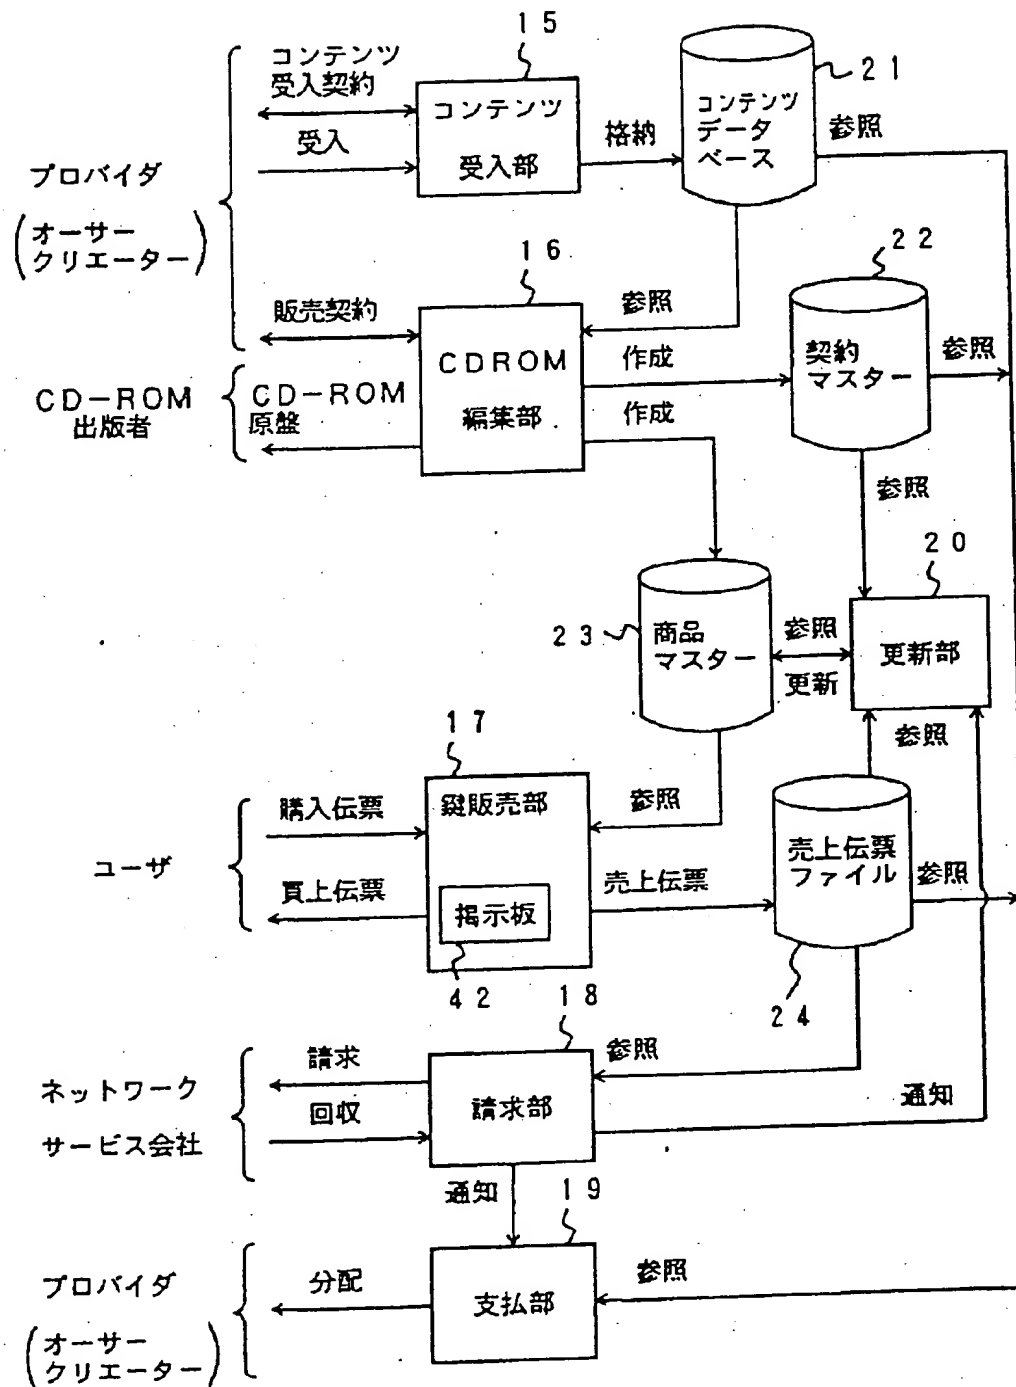 15
コンテンツ
受入契約
受入
コンテンツ
受入部
格納
コンテンツ
データ
ベース
21
参照
プロバイダ
(オーサー
クリエーター)
16
22
販売契約
参照
CDROM
編集部
作成
作成
契約
マスター
参照
CD-ROM
出版者
CD-ROM
原盤
参照
20
23
商品
マスター
参照
更新
更新部
17
参照
購入伝票
鍵販売部
参照
ユーザ
買上伝票
掲示板
売上伝票
売上伝票
ファイル
参照
42
18
24
ネットワーク
サービス会社
請求
回収
請求部
参照
通知
通知
19
プロバイダ
(オーサー
クリエーター)
分配
支払部
参照